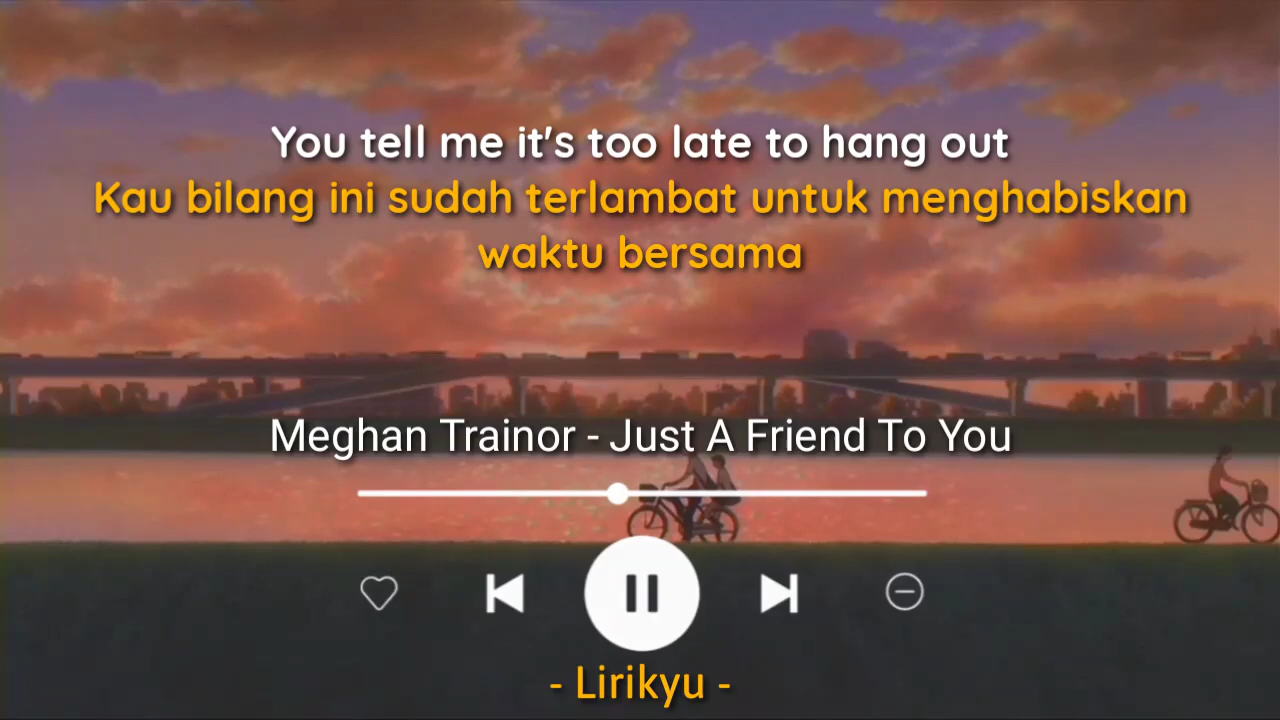 You tell me it's too late to hang out
Kau bilang ini sudah terlambat untuk menghabiskan
waktu bersama
Meghan Trainor - Just A Friend To You
- Lirikyu -